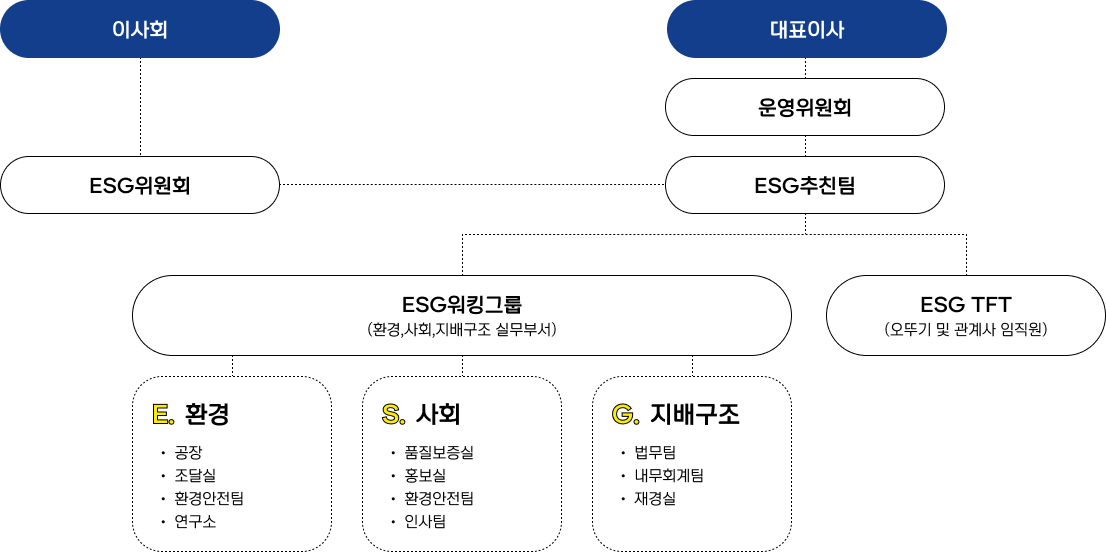 이사회
대표이사
운영위원회
ESG위원회
ESG추친팀
ESG워킹그룹
(환경,사회,지배구조 실무부서)
ESG TFT
(오뚜기 및 관계사 임직원)
E. 환경
• 공장
• 조달실
• 환경안전팀
• 연구소
S. 사회
• 품질보증실
• 홍보실
• 환경안전팀
• 인사팀
G. 지배구조
• 법무팀
• 내무회계팀
• 재경실